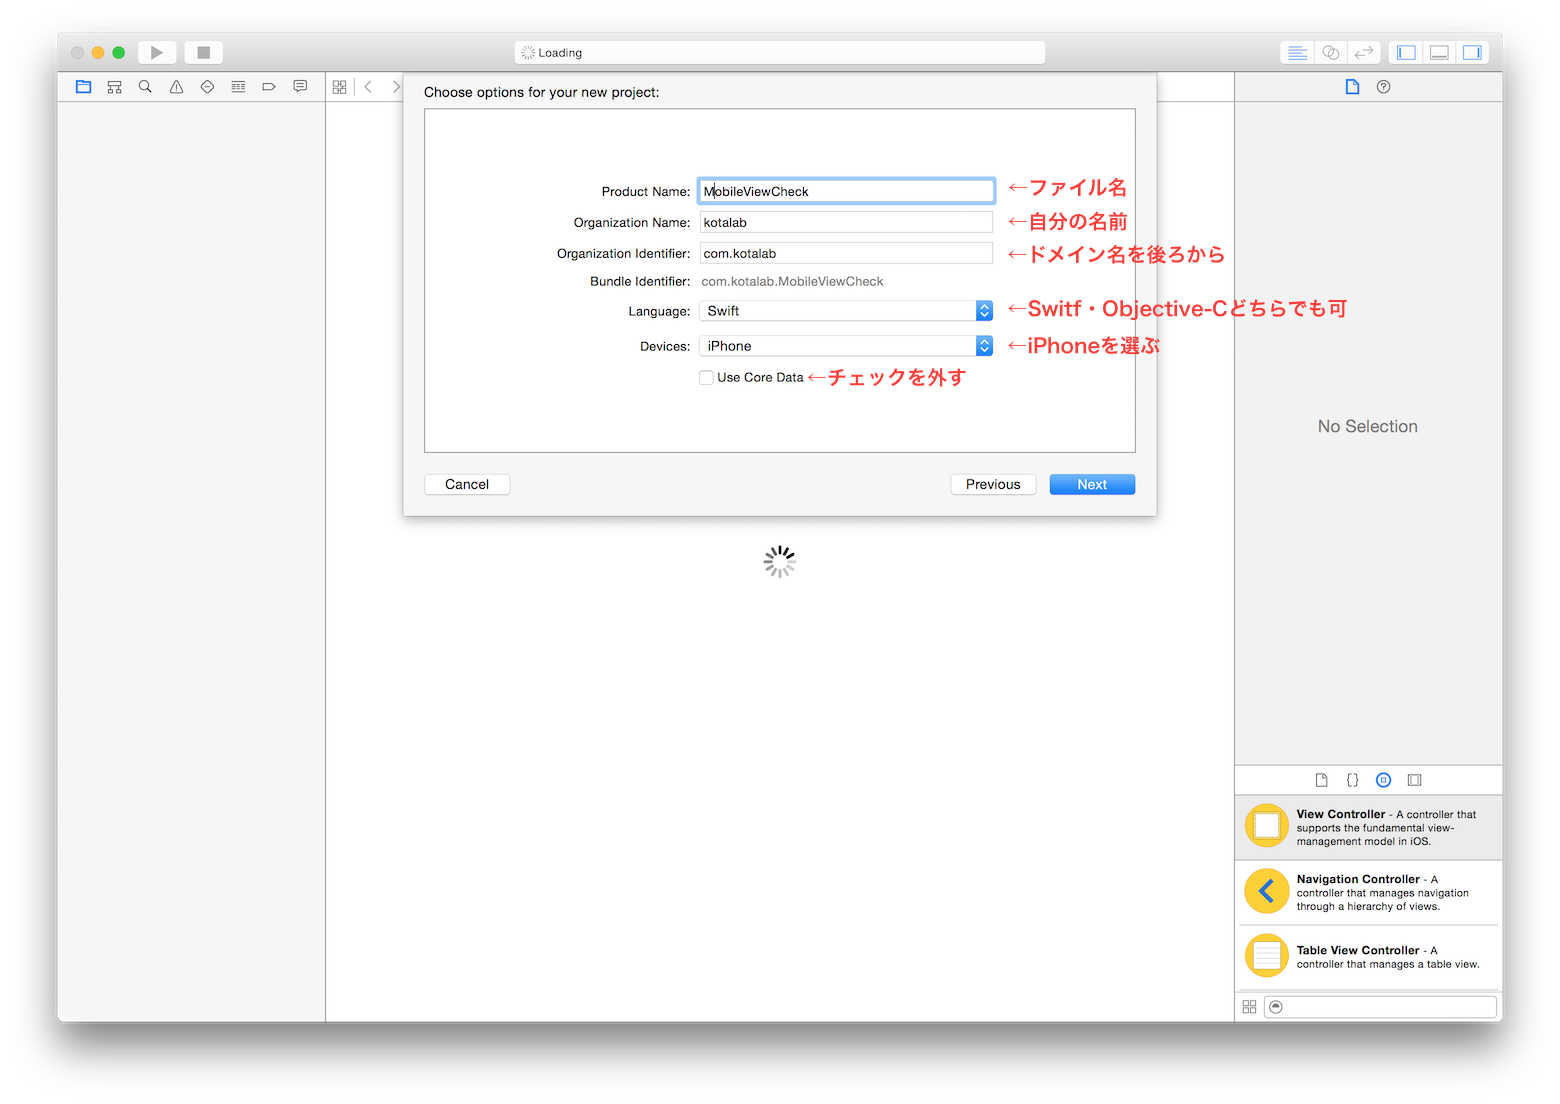 Loading
Choose options for your new project:
Product Name: MobileViewCheck ←ファイル名
Organization Name: kotalab ←自分の名前
Organization Identifier: com.kotalab ←ドメイン名を後ろから
Bundle Identifier: com.kotalab.MobileViewCheck
Language: Swift ←Switf・Objective-Cどちらでも可
Devices: iPhone ←iPhoneを選ぶ
Use Core Data ←チェックを外す
Cancel Previous Next
No Selection
View Controller - A controller that
supports the fundamental view-
management model in iOS.
Navigation Controller - A
controller that manages navigation
through a hierarchy of views.
Table View Controller - A
controller that manages a table view.